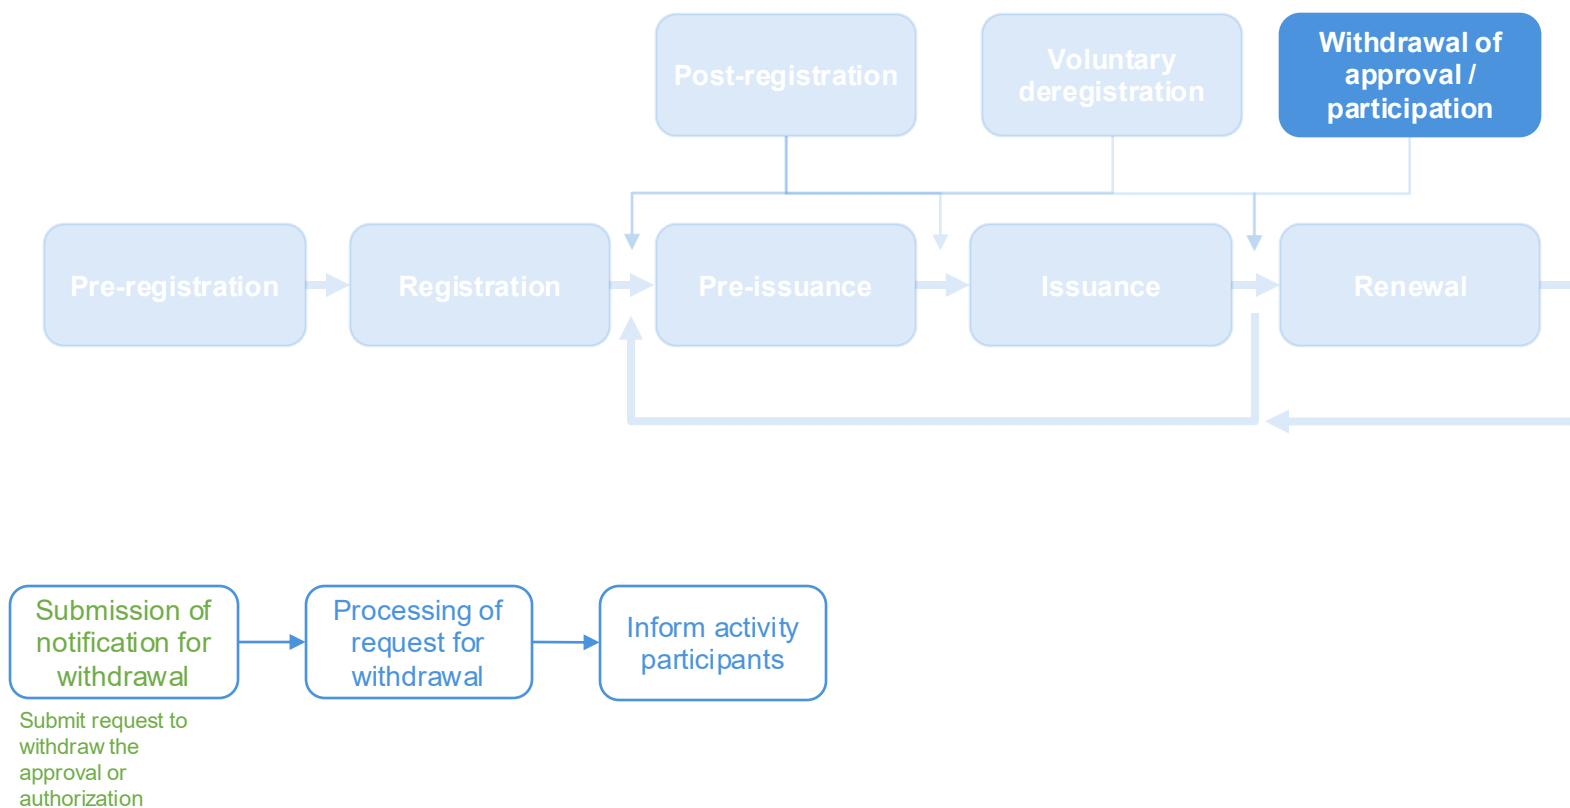 Post-registration
Voluntary
deregistration
Withdrawal of
approval /
participation
Pre-registration
Registration
Pre-issuance
Issuance
Renewal
Submission of
notification for
withdrawal
Processing of
request for
withdrawal
Inform activity
participants
Submit request to
withdraw the
approval or
authorization